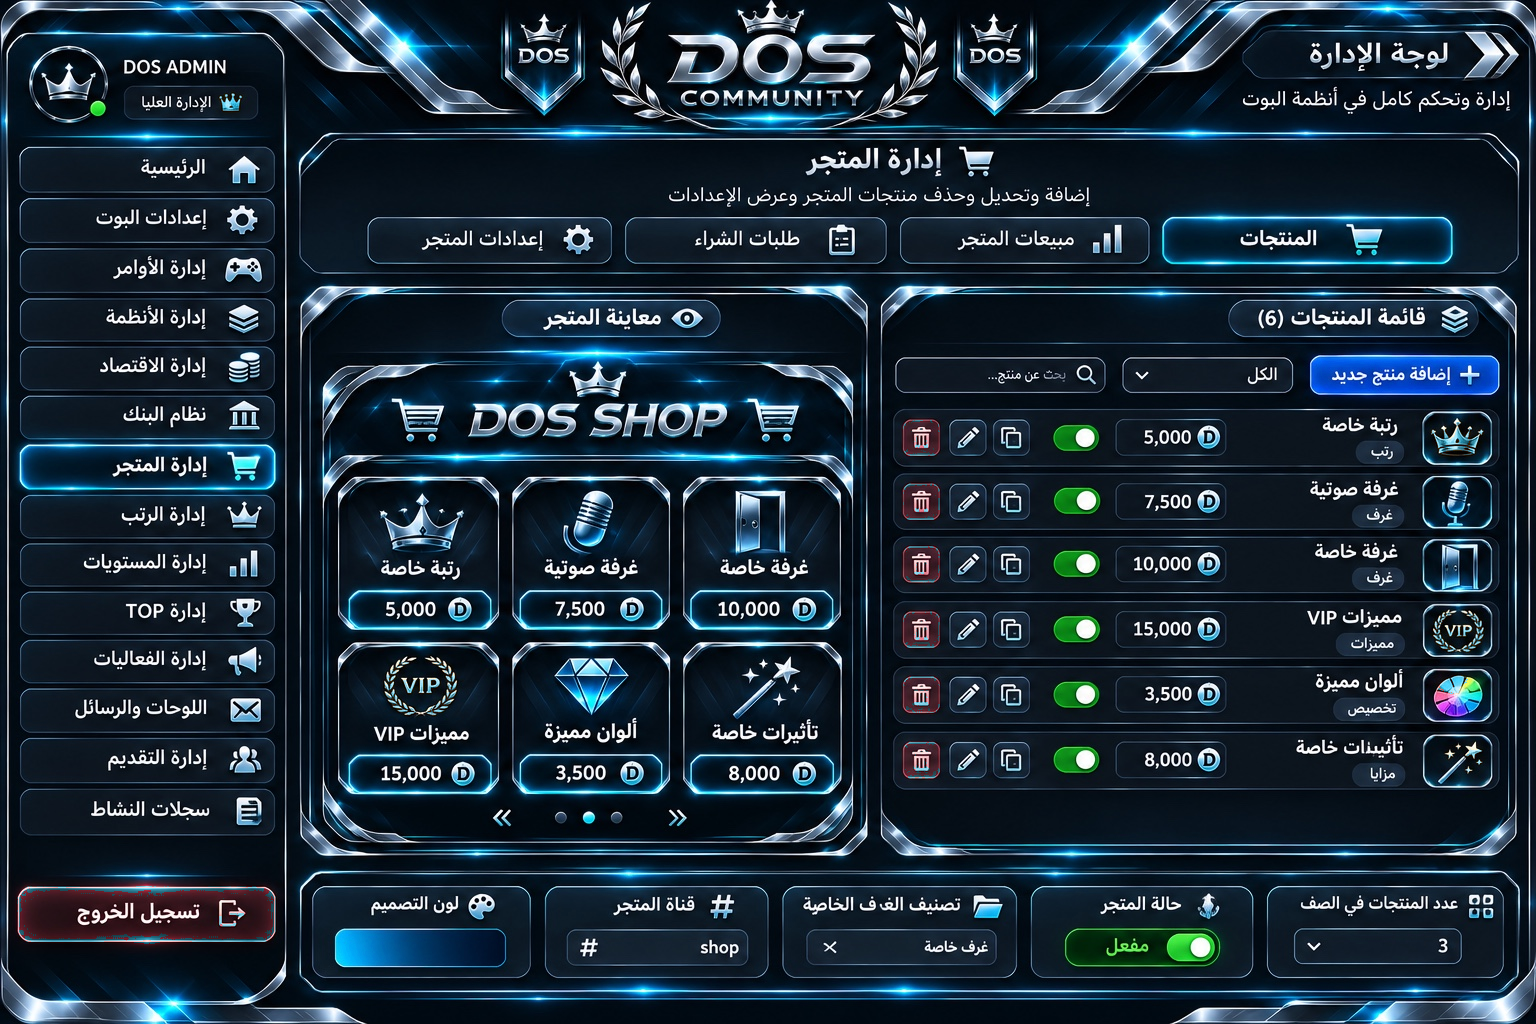 DOS
DOS
COMMUNITY
DOS
لوجة الإدارة
إدارة وتحكم كامل في أنظمة البوت
DOS ADMIN
الإدارة العليا
الرئيسية
إعدادات البوت
إدارة الأوامر
إدارة الأنظمة
إدارة الاقتصاد
نظام البنك
إدارة المتجر
إدارة الرتب
إدارة المستويات
إدارة TOP
إدارة الفعاليات
اللوحات والرسائل
إدارة التقديم
سجلات النشاط
تسجيل الخروج
إدارة المتجر
إضافة وتحديل وحذف منتجات المتجر وعرض الإعدادات
المنتجات
مبيعات المتجر
طلبات الشراء
إعدادات المتجر
قائمة المنتجات (6)
+ إضافة منتج جديد
الكل
بحث عن منتج...
رتبة خاصة
رتب
5,000
غرفة صوتية
غرف
7,500
غرفة خاصة
غرف
10,000
VIP
مميزات VIP
مميزات
15,000
ألوان مميزة
تخصيص
3,500
خاصة
مزايا
8,000
معاينة المتجر
DOS SHOP
غرفة خاصة
10,000
غرفة صوتية
7,500
رتبة خاصة
5,000
تأثيرات خاصة
8,000
ألوان مميزة
3,500
VIP
مميزات VIP
15,000
عدد المنتجات في الصف
3
حالة المتجر
مفعل
تصنيف الخاصة
غرف خاصة
قناة المتجر #
shop #
لون التصميم